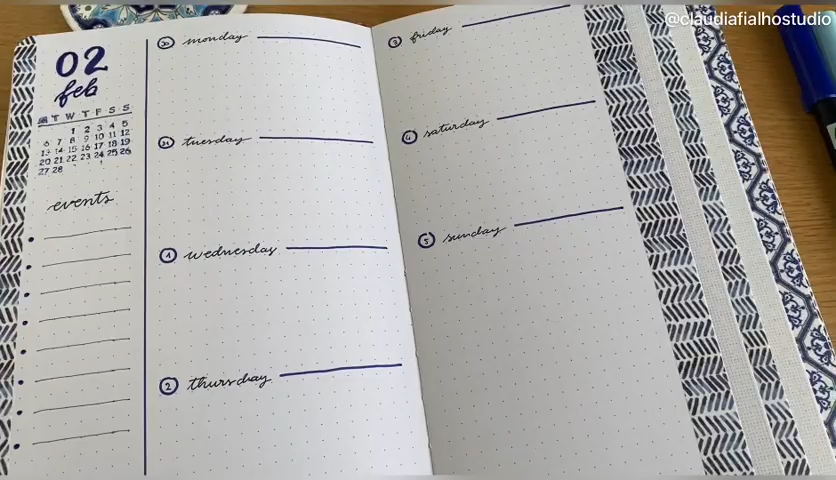 @claudiafialhostudio
02
feb
M T W T F S S
1 2 3 4 5
6 7 8 9 10 11 12
13 14 15 16 17 18 19
20 21 22 23 24 25 26
27 28
events
30 monday
31 tuesday
1 wednesday
2 thursday
3 friday
4 saturday
5 sunday